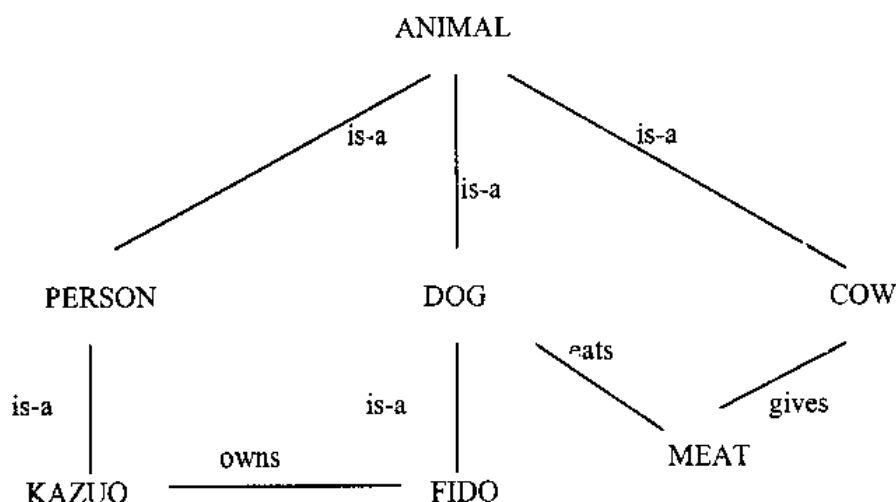 ANIMAL
is-a
is-a
is-a
PERSON
DOG
COW
is-a
is-a
eats
gives
owns
MEAT
KAZUO
FIDO